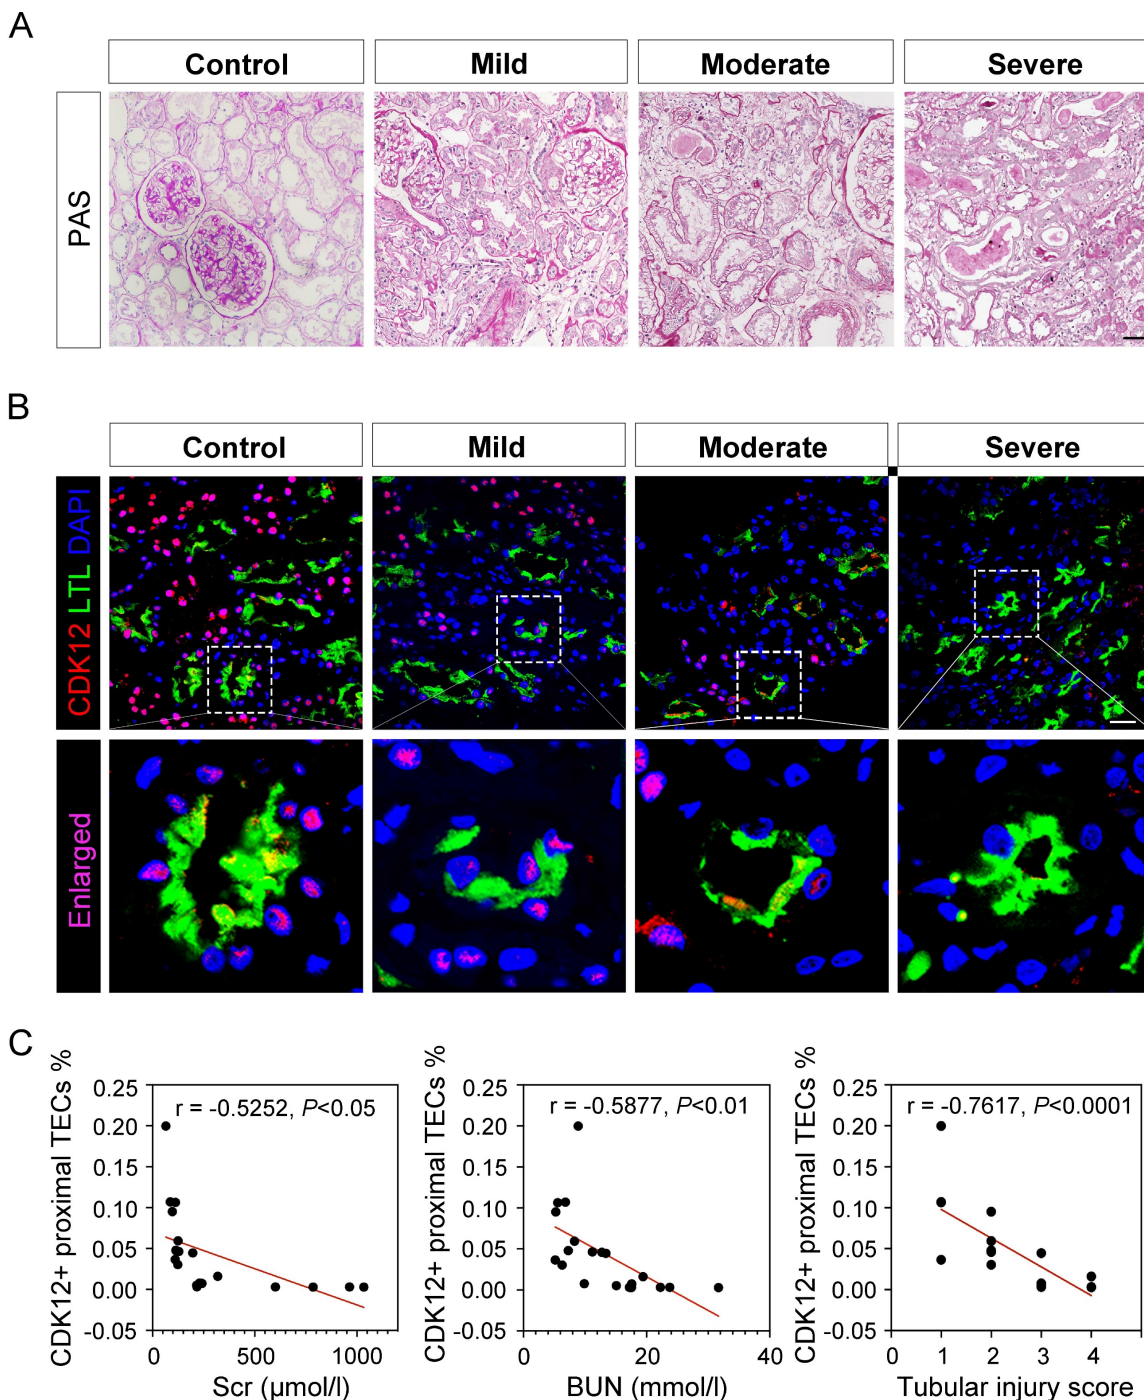 A
Control Mild Moderate Severe
PAS
B
Control Mild Moderate Severe
CDK12 LTL DAPI
Enlarged
C
CDK12+ proximal TECs %
0.25
0.20
0.15
0.10
0.05
0.00
-0.05
r = -0.5252, P<0.05
0 500 1000
Scr (μmol/l)
CDK12+ proximal TECs %
0.25
0.20
0.15
0.10
0.05
0.00
-0.05
r = -0.5877, P<0.01
0 20 40
BUN (mmol/l)
CDK12+ proximal TECs %
0.25
0.20
0.15
0.10
0.05
0.00
-0.05
r = -0.7617, P<0.0001
0 1 2 3 4
Tubular injury score